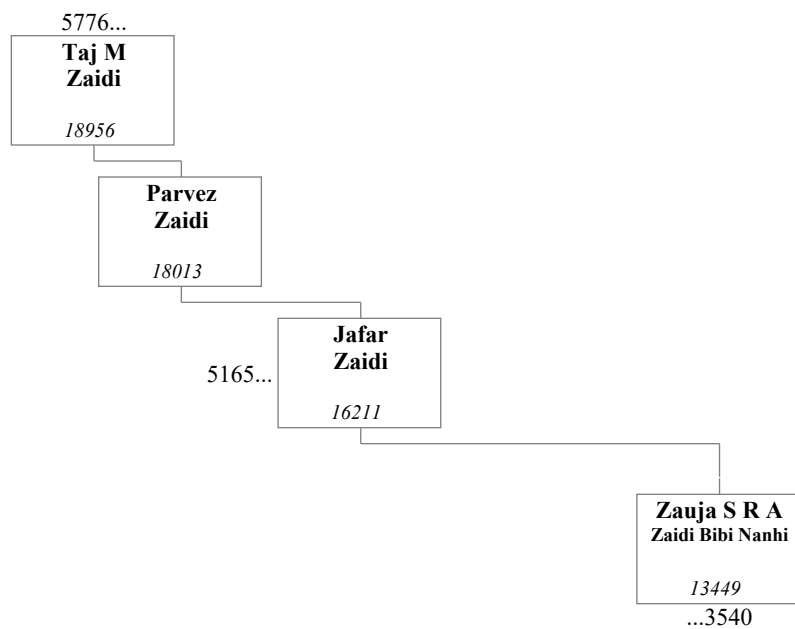 5776...
Taj M
Zaidi
18956
Parvez
Zaidi
18013
Jafar
Zaidi
5165...
16211
Zauja S R A
Zaidi Bibi Nanhi
13449
...3540